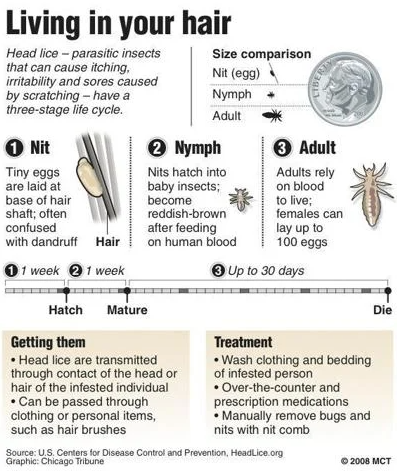 Living in your hair
Head lice – parasitic insects
that can cause itching,
irritability and sores caused
by scratching – have a
three-stage life cycle.
Size comparison
Nit (egg)
Nymph
Adult
LIBERTY
1 Nit
Tiny eggs
are laid at
base of hair
shaft; often
confused
with dandruff
Hair
2 Nymph
Nits hatch into
baby insects;
become
reddish-brown
after feeding
on human blood
3 Adult
Adults rely
on blood
to live;
females can
lay up to
100 eggs
1 1 week
2 1 week
3 Up to 30 days
Hatch
Mature
Die
Getting them
• Head lice are transmitted
through contact of the head or
hair of the infested individual
• Can be passed through
clothing or personal items,
such as hair brushes
Treatment
• Wash clothing and bedding
of infested person
• Over-the-counter and
prescription medications
• Manually remove bugs and
nits with nit comb
Source: U.S. Centers for Disease Control and Prevention, HeadLice.org
Graphic: Chicago Tribune
© 2008 MCT